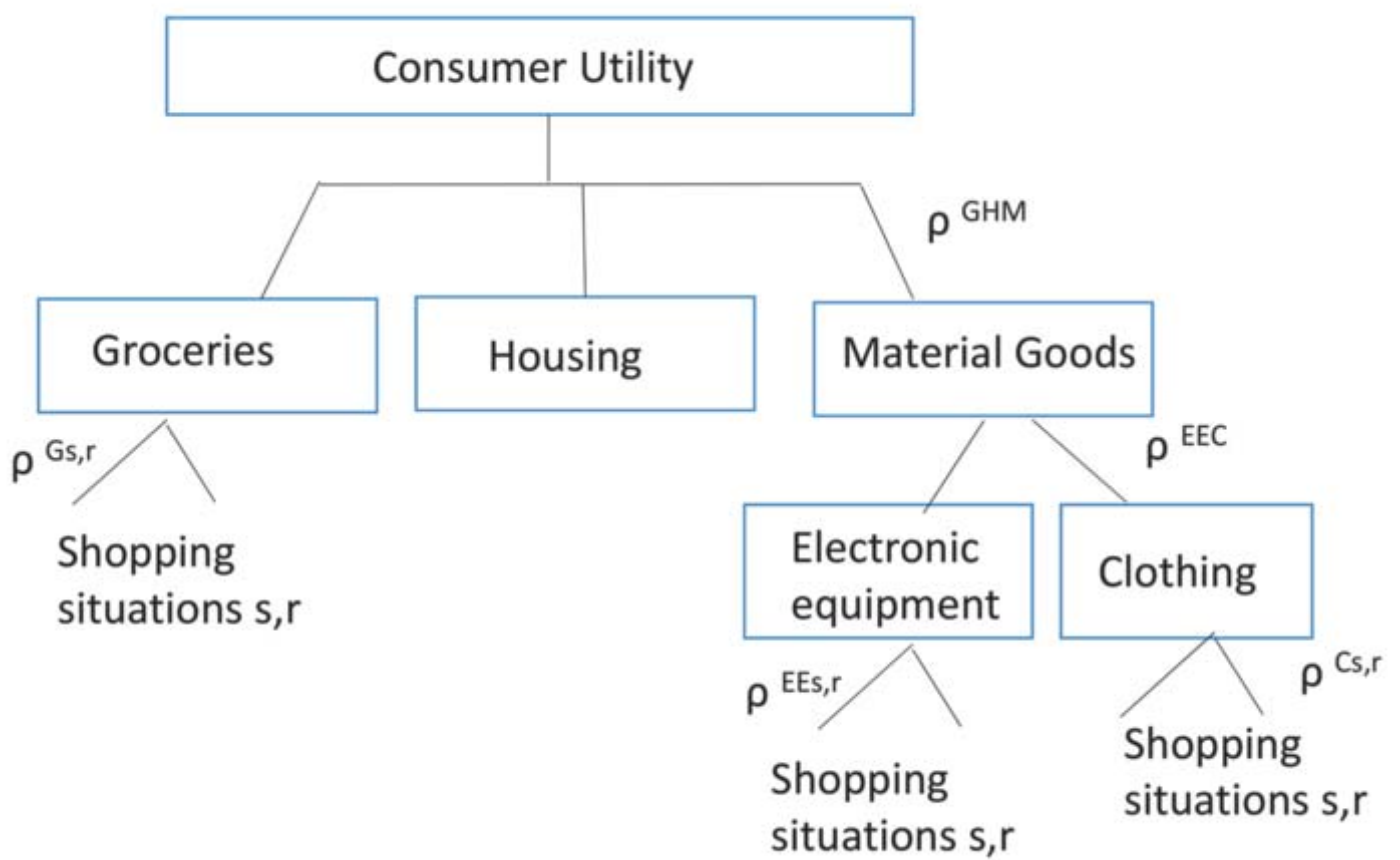 Consumer Utility
ρ GHM
Groceries
Housing
Material Goods
ρ Gs,r
ρ EEC
Shopping
situations s,r
Electronic
equipment
Clothing
ρ EEs,r
ρ Cs,r
Shopping
situations s,r
Shopping
situations s,r